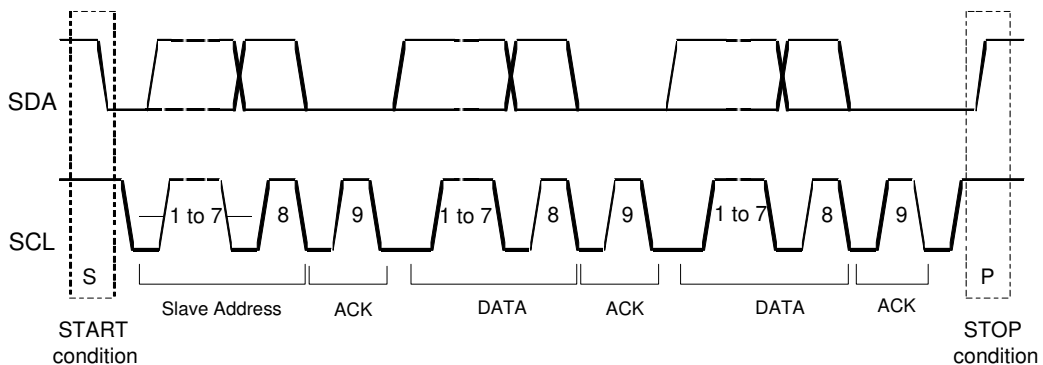 SDA
SCL
1 to 7 8 9 1 to 7 8 9 1 to 7 8 9
S P
Slave Address ACK DATA ACK DATA ACK
START
condition
STOP
condition